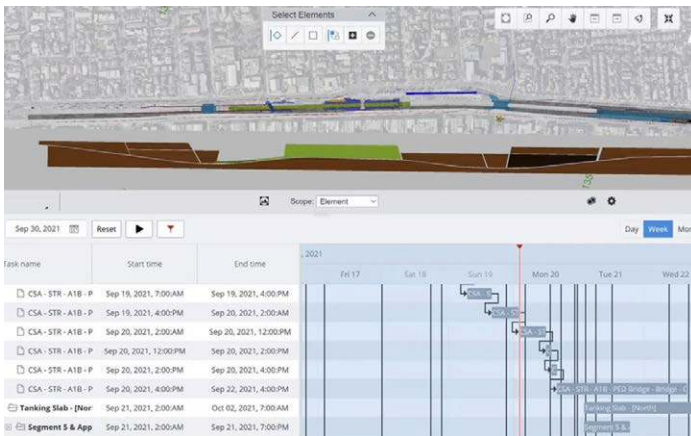 Select Elements
Scope: Element
Sep 30, 2021 Reset Day Week Mor
Task name Start time End time , 2021
Fri 17 Sat 18 Sun 19 Mon 20 Tue 21 Wed 22
CSA - STR - A1B - P Sep 19, 2021, 7:00AM Sep 19, 2021, 4:00PM CSA - S
CSA - STR - A1B - P Sep 19, 2021, 4:00PM Sep 20, 2021, 2:00AM CSA - ST
CSA - STR - A1B - P Sep 20, 2021, 2:00AM Sep 20, 2021, 12:00PM CSA - S
CSA - STR - A1B - P Sep 20, 2021, 12:00PM Sep 20, 2021, 2:00PM
CSA - STR - A1B - P Sep 20, 2021, 2:00PM Sep 20, 2021, 4:00PM
CSA - STR - A1B - P Sep 20, 2021, 4:00PM Sep 22, 2021, 4:00PM CSA - STR - A1B - PED Bridge - Bridge - C
Tanking Slab - [Nor Sep 21, 2021, 2:00AM Oct 02, 2021, 7:00AM Tanking Slab - [North]
Segment 5 & App Sep 21, 2021, 2:00AM Sep 21, 2021, 7:00PM Segment 5 &